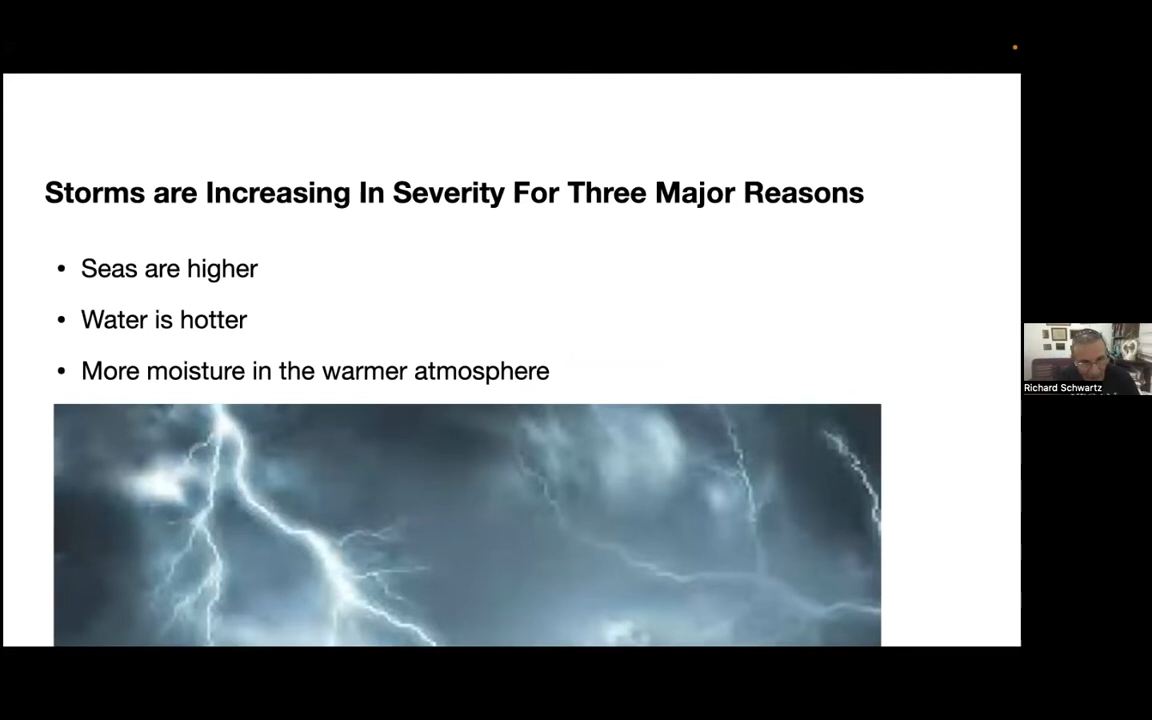 Storms are Increasing In Severity For Three Major Reasons
• Seas are higher
• Water is hotter
• More moisture in the warmer atmosphere
Richard Schwartz